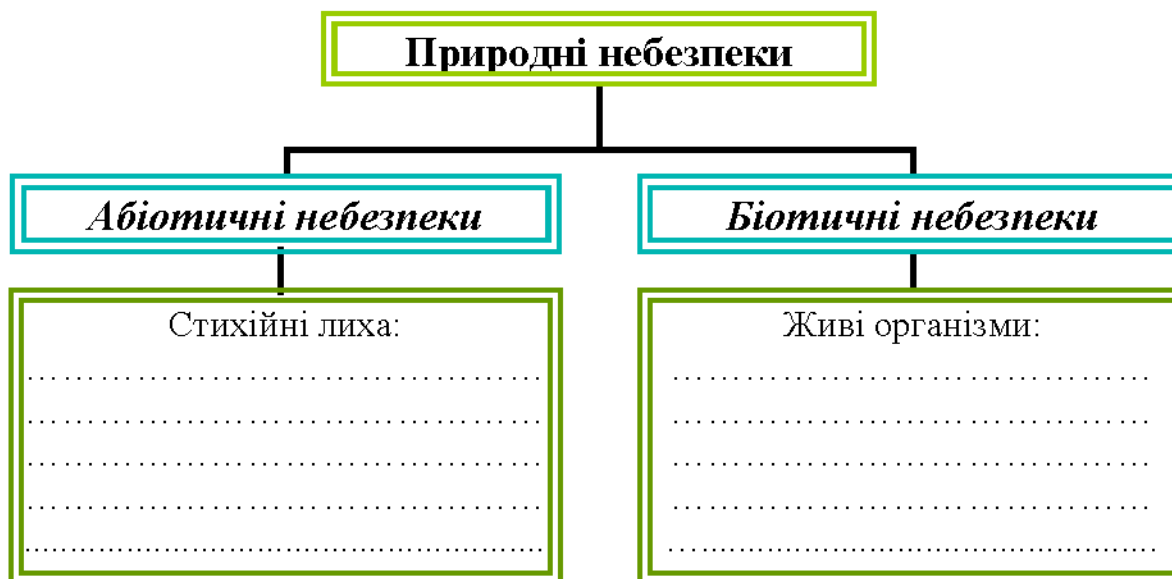 Природні небезпеки
Абіотичні небезпеки
Біотичні небезпеки
Стихійні лиха:
……………………………………
……………………………………
……………………………………
……………………………………
……………………………………
Живі організми:
…………………………………
…………………………………
…………………………………
…………………………………
…………………………………